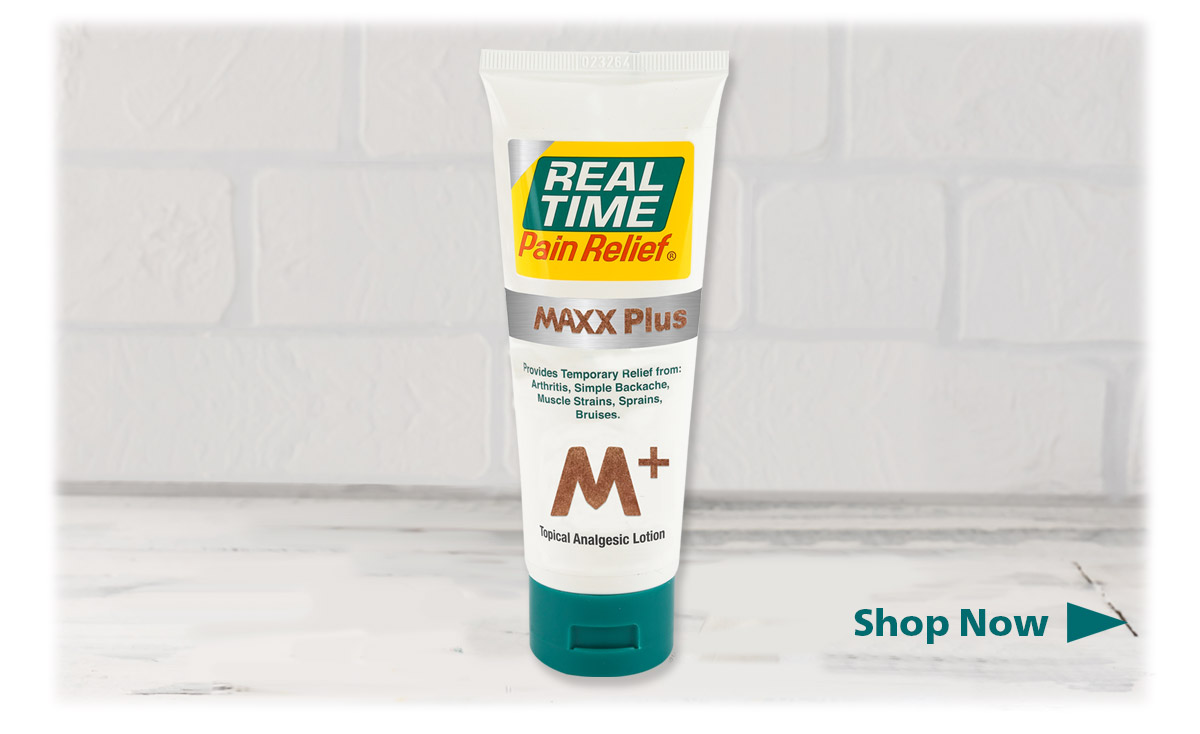 023264
REAL
TIME
Pain Relief®
MAXX Plus
Provides Temporary Relief from:
Arthritis, Simple Backache,
Muscle Strains, Sprains,
Bruises.
M+
Topical Analgesic Lotion
Shop Now